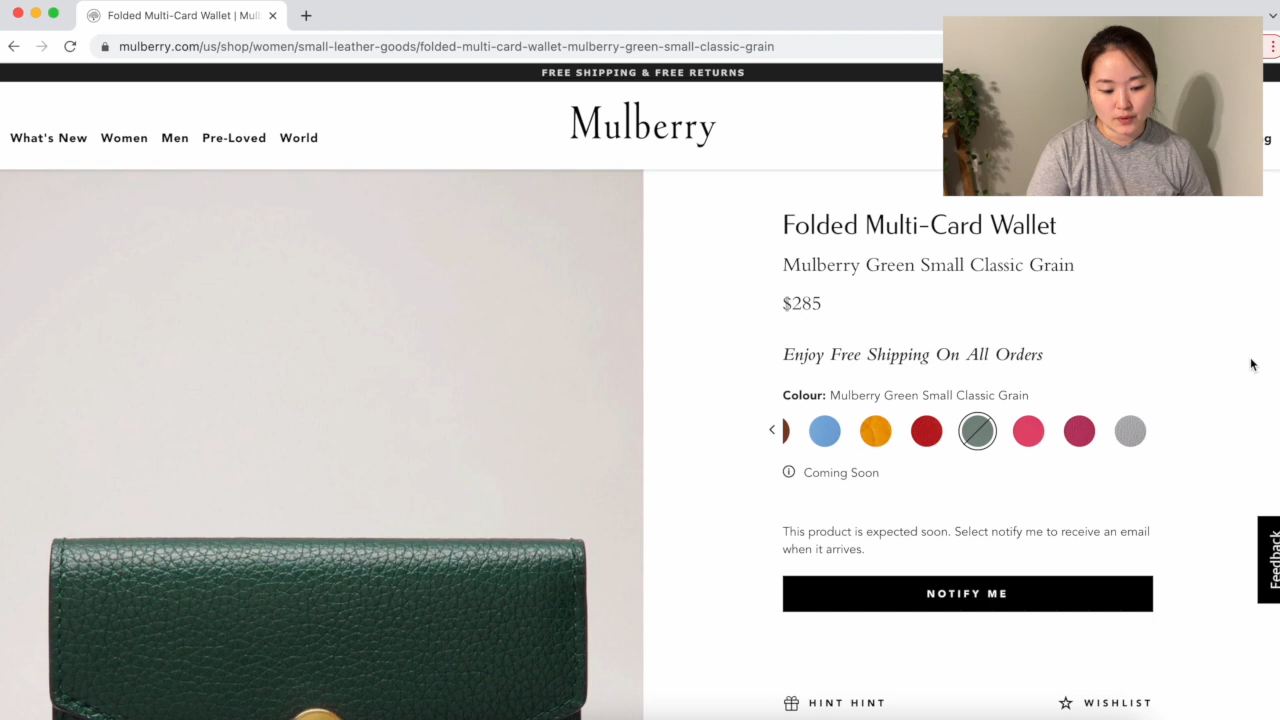 Folded Multi-Card Wallet | Mul
mulberry.com/us/shop/women/small-leather-goods/folded-multi-card-wallet-mulberry-green-small-classic-grain
FREE SHIPPING & FREE RETURNS
Mulberry
What's New Women Men Pre-Loved World
g
Folded Multi-Card Wallet
Mulberry Green Small Classic Grain
$285
Enjoy Free Shipping On All Orders
Colour: Mulberry Green Small Classic Grain
Coming Soon
This product is expected soon. Select notify me to receive an email
when it arrives.
Feedback
NOTIFY ME
HINT HINT WISHLIST